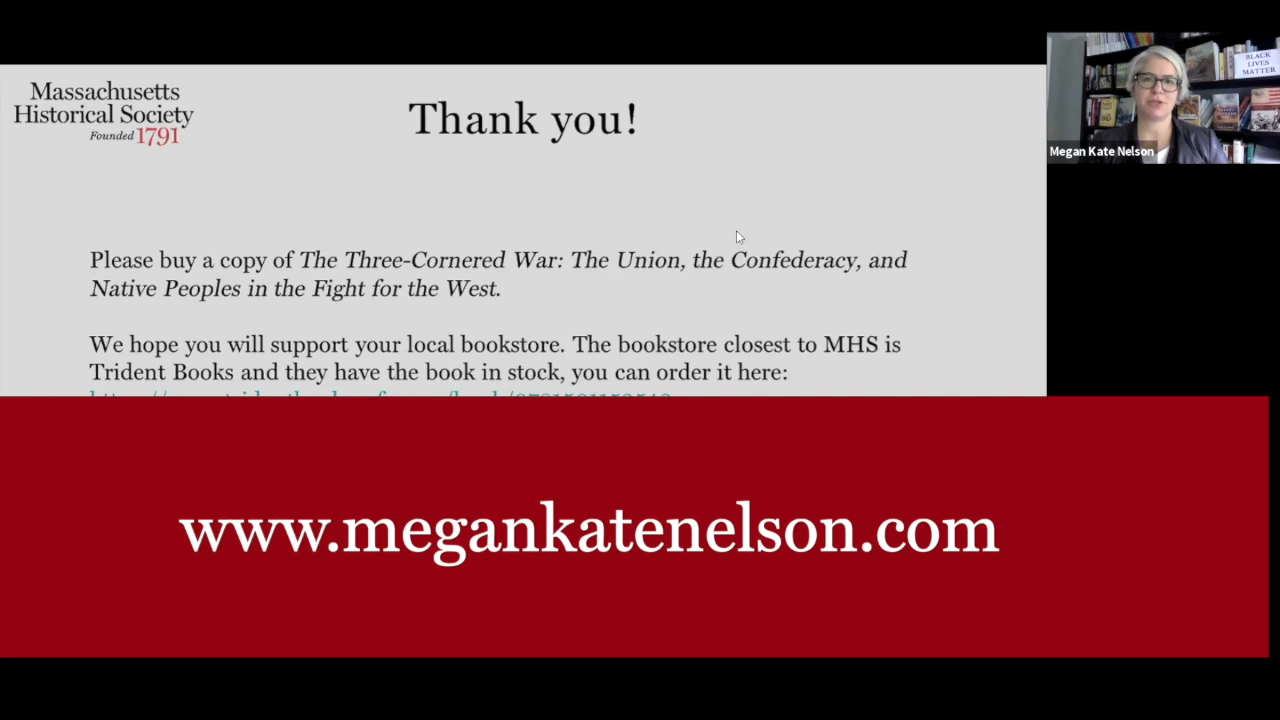 Massachusetts
Historical Society
Founded 1791
Thank you!
BLACK
LIVES
MATTER
Megan Kate Nelson
Please buy a copy of The Three-Cornered War: The Union, the Confederacy, and
Native Peoples in the Fight for the West.
We hope you will support your local bookstore. The bookstore closest to MHS is
Trident Books and they have the book in stock, you can order it here:
www.megankatenelson.com